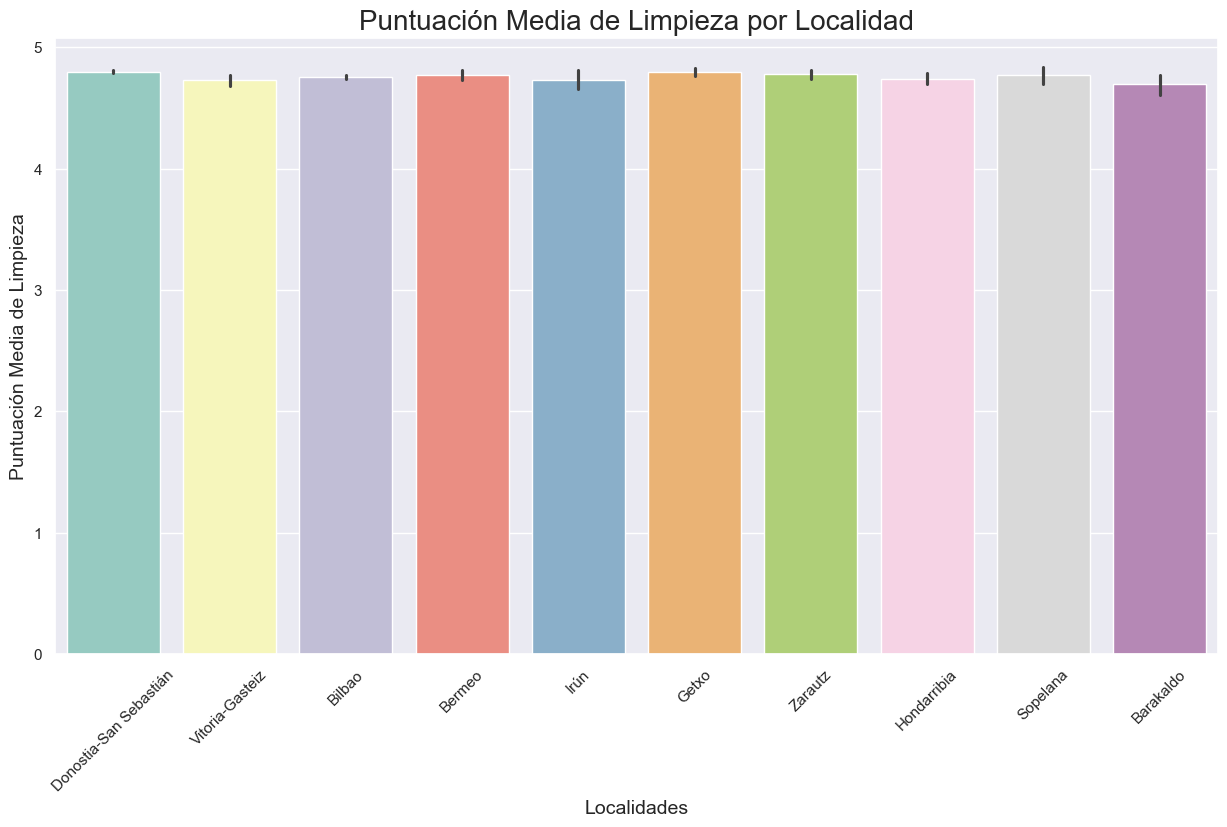 Puntuación Media de Limpieza por Localidad
Puntuación Media de Limpieza
5
4
3
2
1
0
Donostia-San Sebastián
Vitoria-Gasteiz
Bilbao
Bermeo
Irún
Getxo
Zarautz
Hondarribia
Sopelana
Barakaldo
Localidades